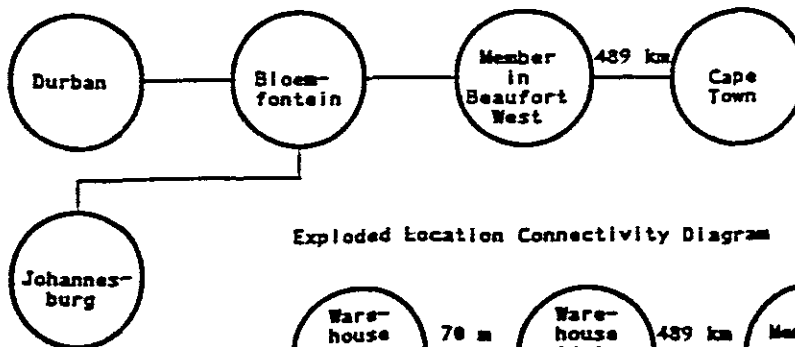 Durban
Bloem-
fontein
Member
in
Beaufort
West
489 km
Cape
Town
Johannes-
burg
Exploded Location Connectivity Diagram
Ware-
house
70 m
Ware-
house
489 km